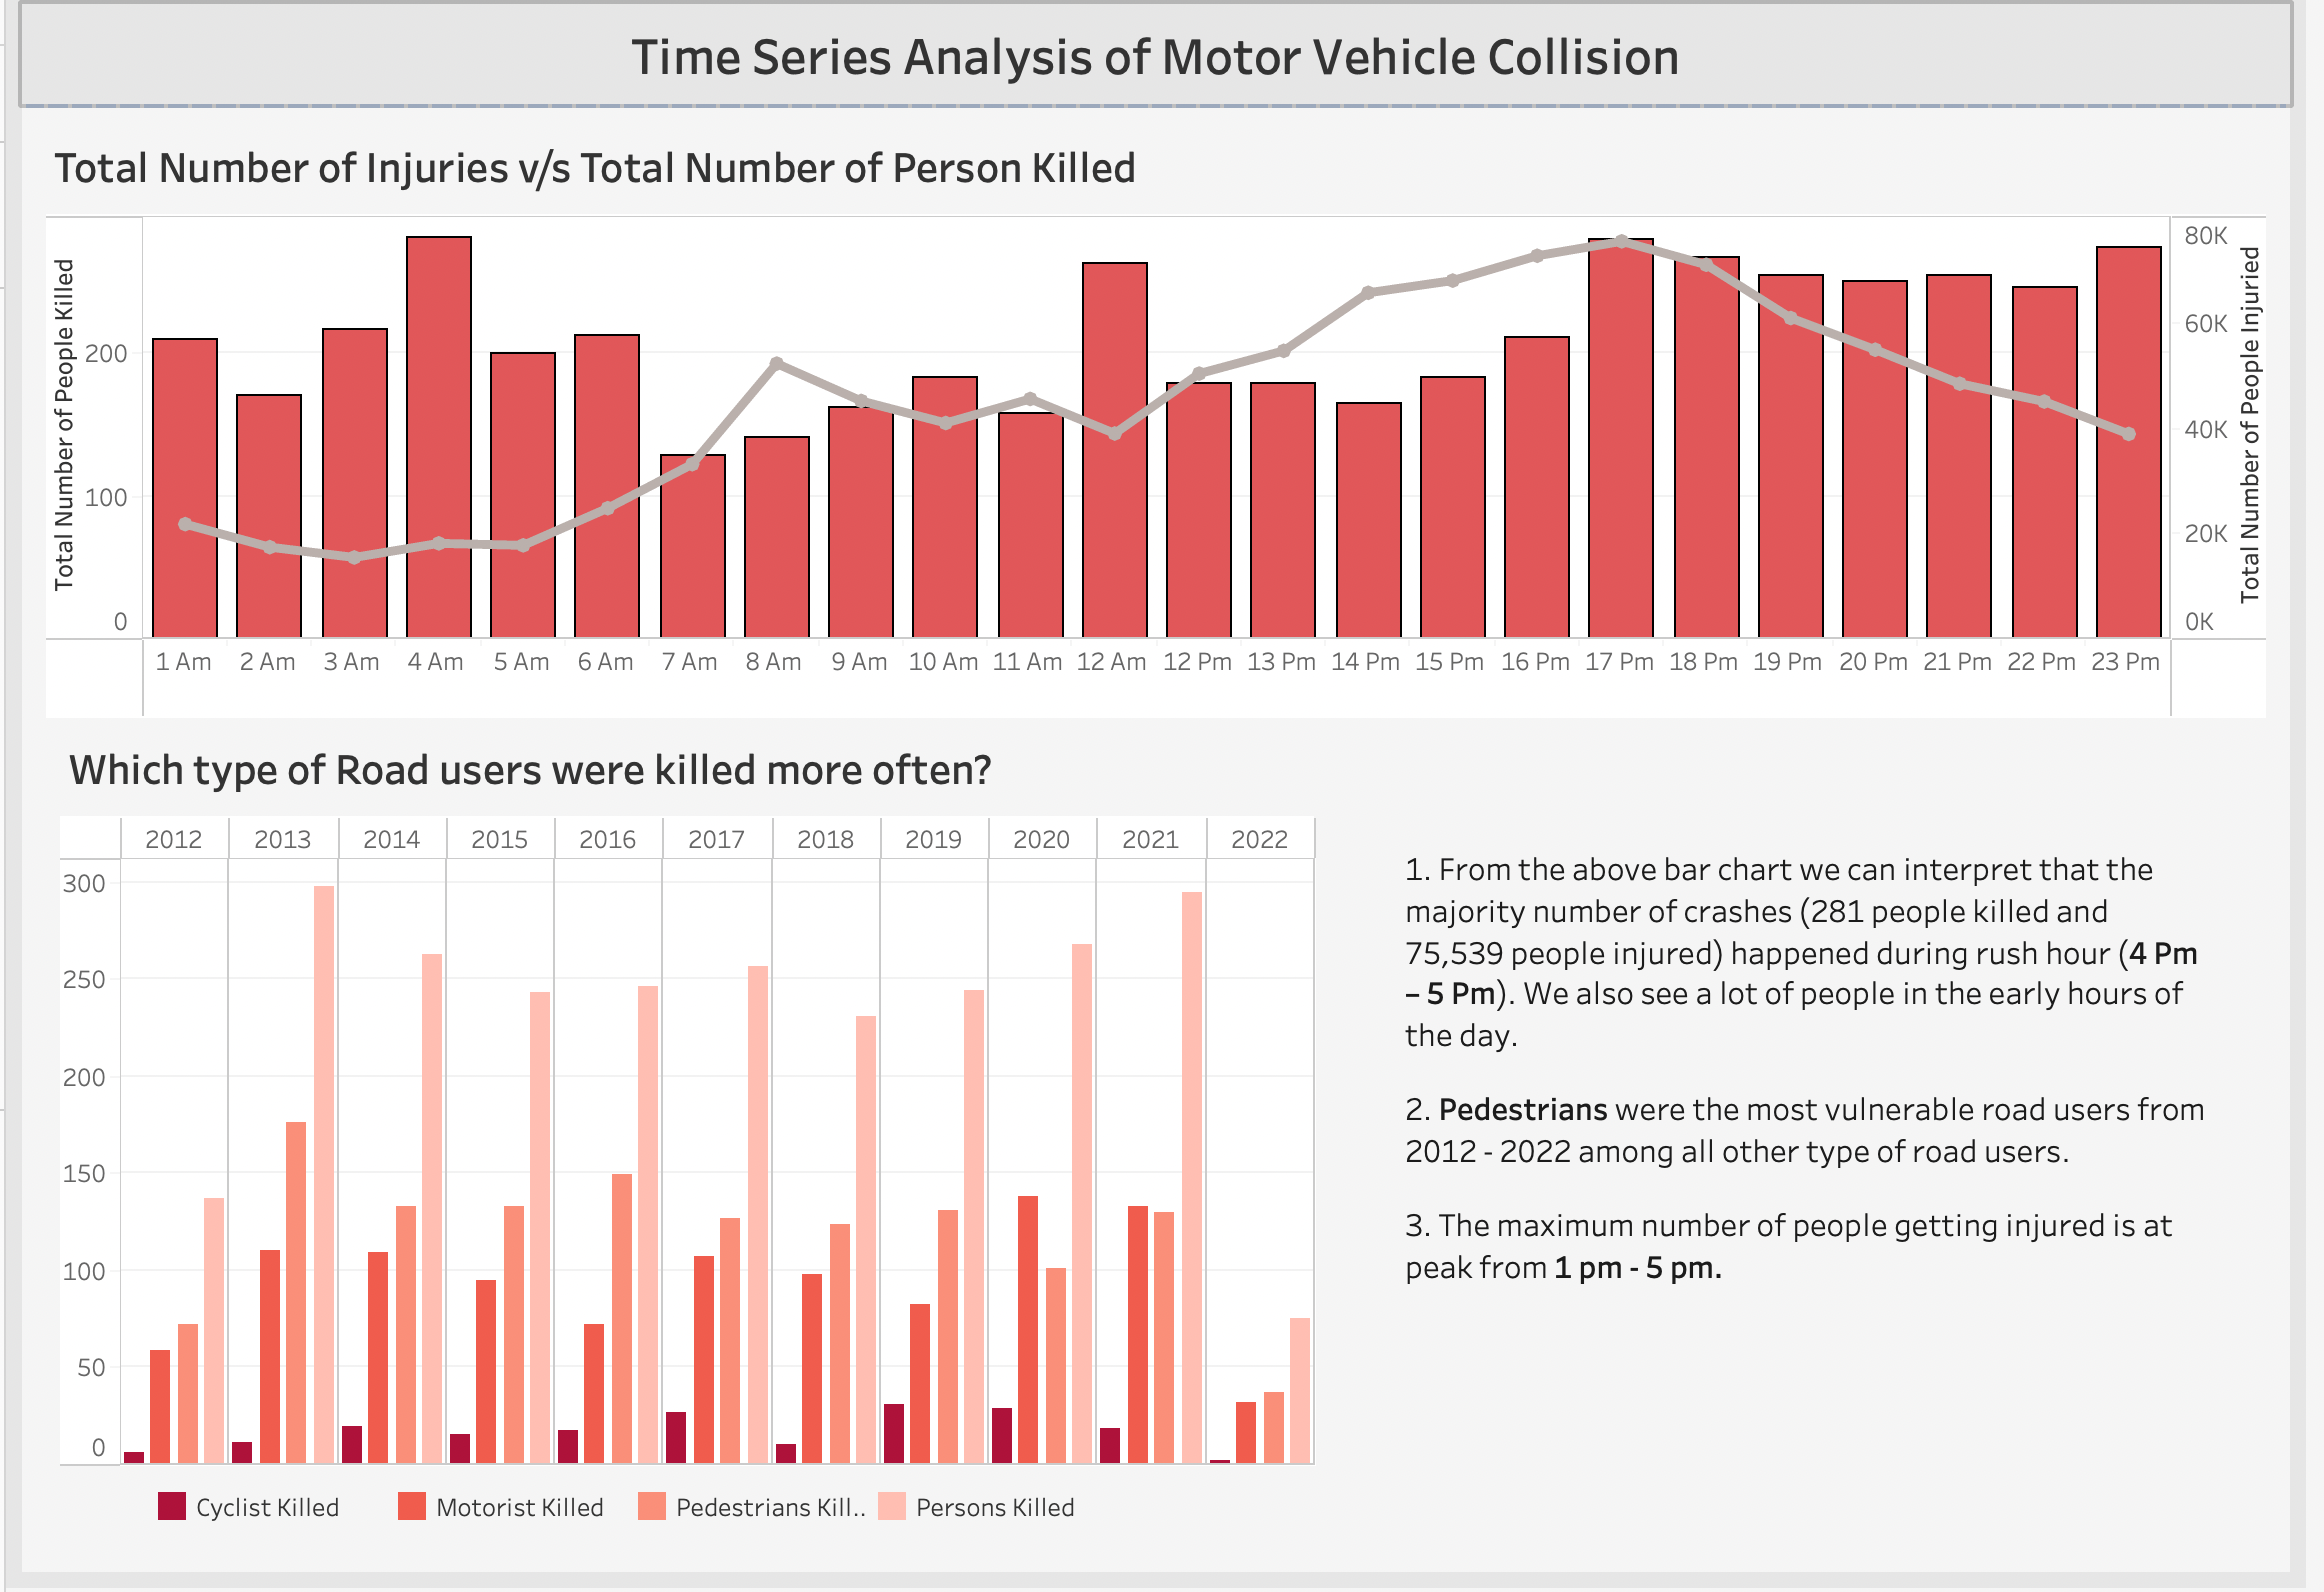 Time Series Analysis of Motor Vehicle Collision
Total Number of Injuries v/s Total Number of Person Killed
Total Number of People Killed
200
100
0
80K
60K
40K
20K
0K
Total Number of People Injuried
1 Am 2 Am 3 Am 4 Am 5 Am 6 Am 7 Am 8 Am 9 Am 10 Am 11 Am 12 Am 12 Pm 13 Pm 14 Pm 15 Pm 16 Pm 17 Pm 18 Pm 19 Pm 20 Pm 21 Pm 22 Pm 23 Pm
Which type of Road users were killed more often?
2012 2013 2014 2015 2016 2017 2018 2019 2020 2021 2022
300
250
200
150
100
50
0
Cyclist Killed Motorist Killed Pedestrians Kill.. Persons Killed
1. From the above bar chart we can interpret that the
majority number of crashes (281 people killed and
75,539 people injured) happened during rush hour (4 Pm
– 5 Pm). We also see a lot of people in the early hours of
the day.
2. Pedestrians were the most vulnerable road users from
2012 - 2022 among all other type of road users.
3. The maximum number of people getting injured is at
peak from 1 pm - 5 pm.